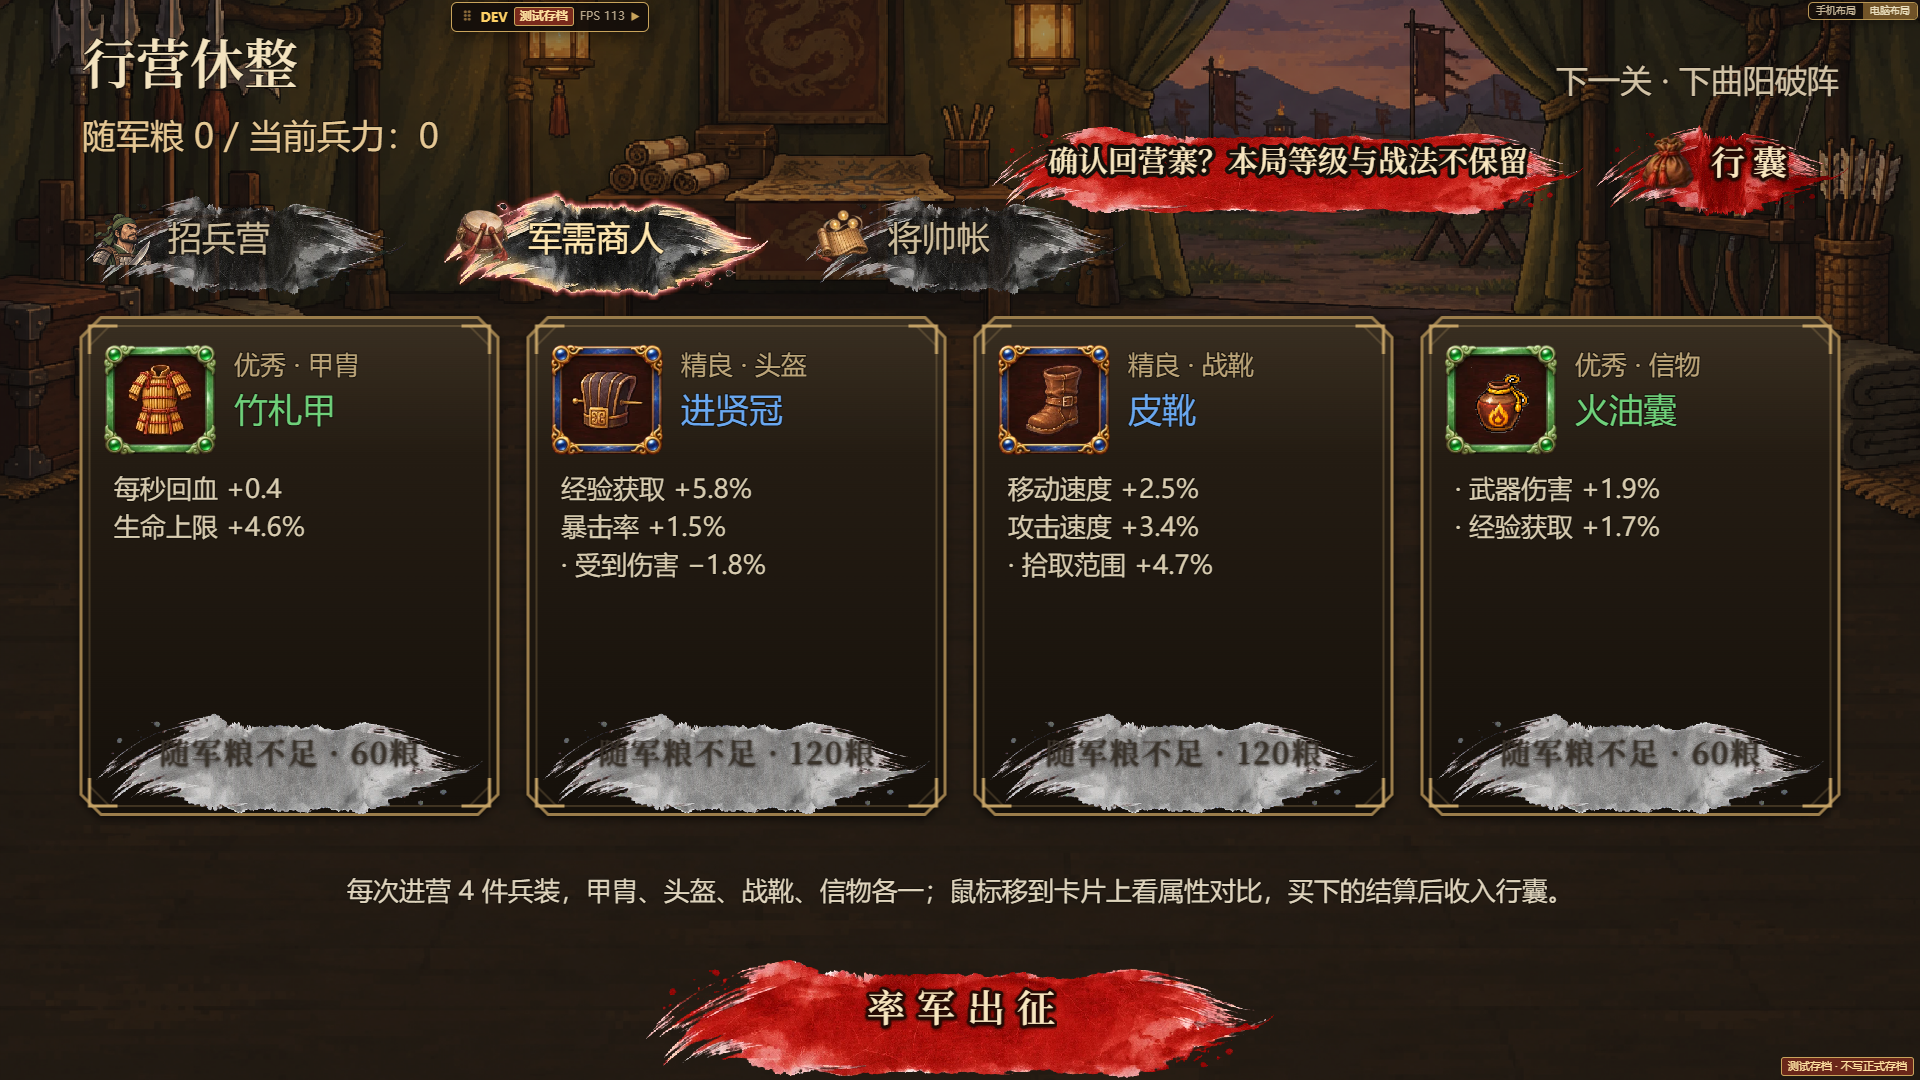 DEV 测试存档 FPS 113 ▶
手机布局 电脑布局
行营休整
下一关 · 下曲阳破阵
随军粮 0 / 当前兵力：0
确认回营寨？本局等级与战法不保留
行囊
招兵营
军需商人
将帅帐
优秀 · 甲冑
竹札甲
每秒回血 +0.4
生命上限 +4.6%
随军粮不足 · 60粮
精良 · 头盔
进贤冠
经验获取 +5.8%
暴击率 +1.5%
· 受到伤害 −1.8%
随军粮不足 · 120粮
精良 · 战靴
皮靴
移动速度 +2.5%
攻击速度 +3.4%
· 拾取范围 +4.7%
随军粮不足 · 120粮
优秀 · 信物
火油囊
· 武器伤害 +1.9%
· 经验获取 +1.7%
随军粮不足 · 60粮
每次进营 4 件兵装，甲冑、头盔、战靴、信物各一；鼠标移到卡片上看属性对比，买下的结算后收入行囊。
率军出征
测试存档 · 不写正式存档